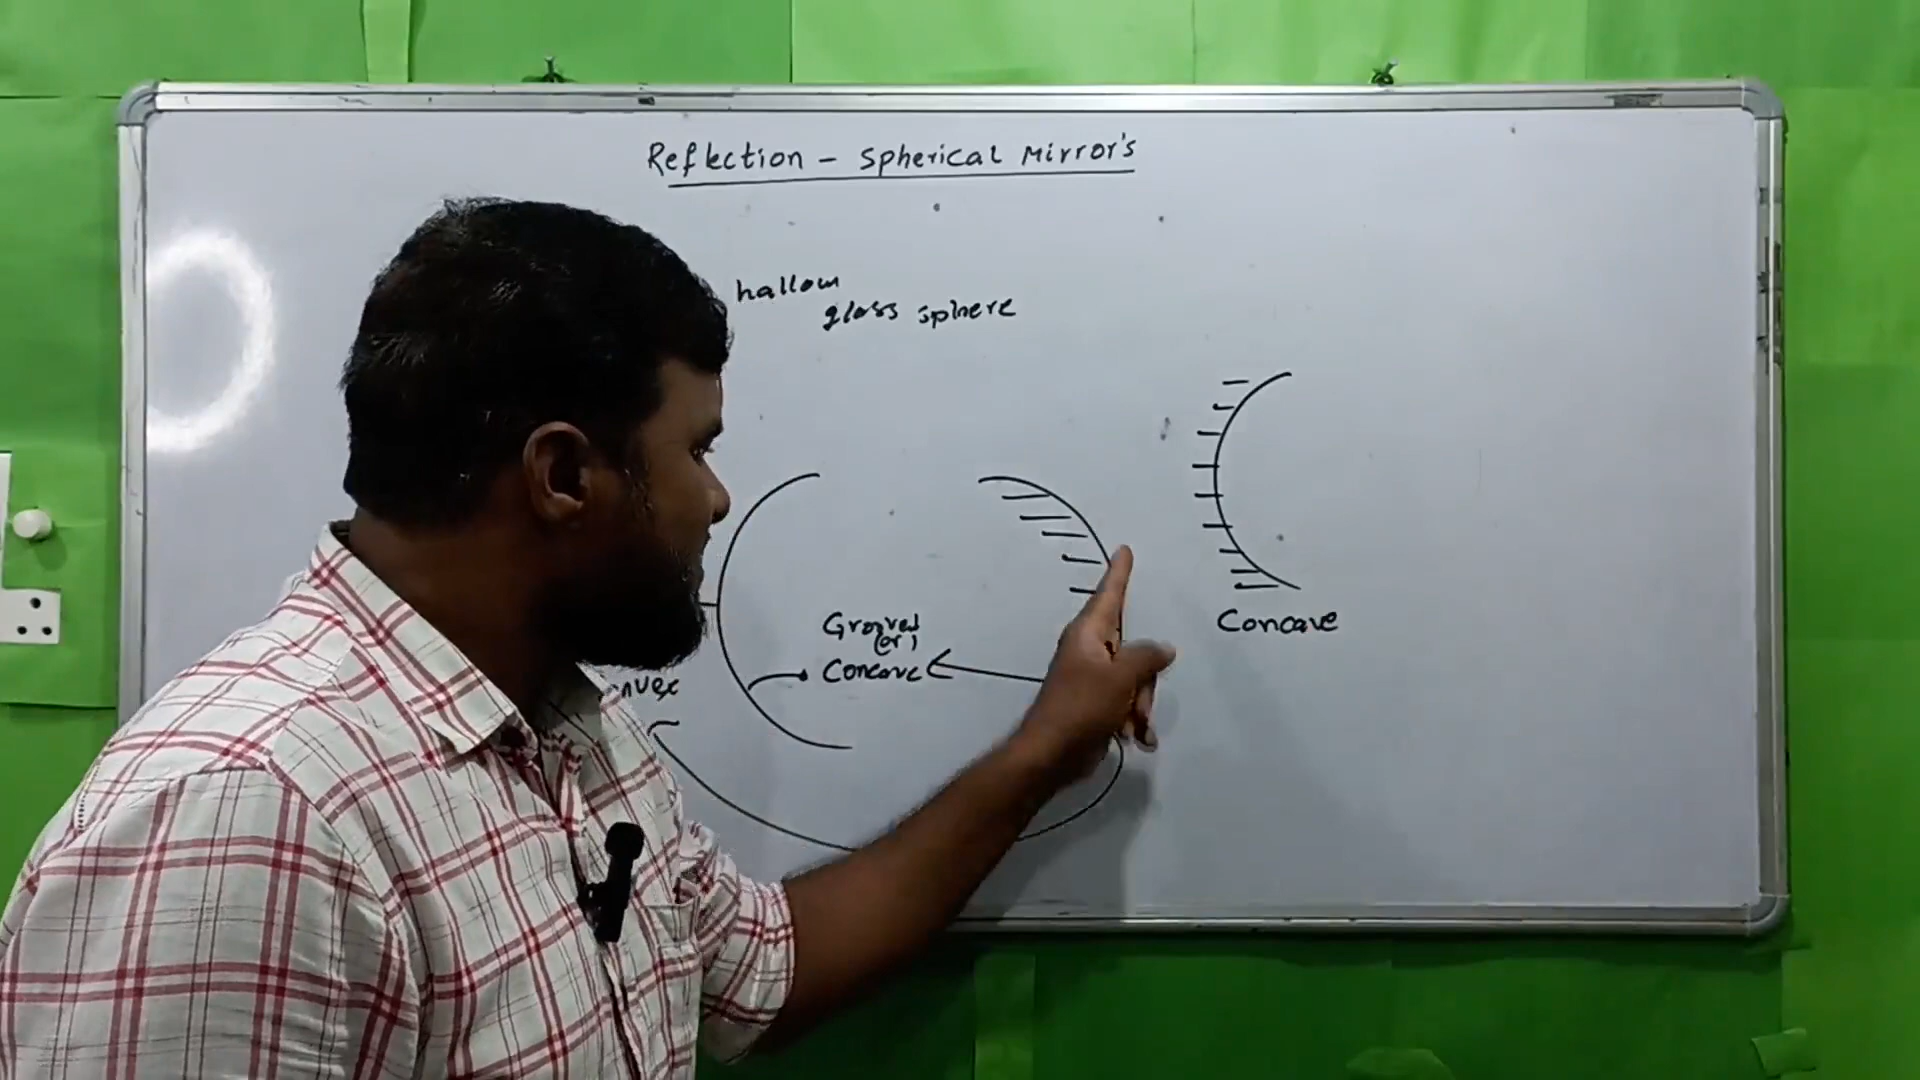 Reflection - Spherical Mirror's
hallow
glass sphere
Grooved
(or)
Concave
Concave